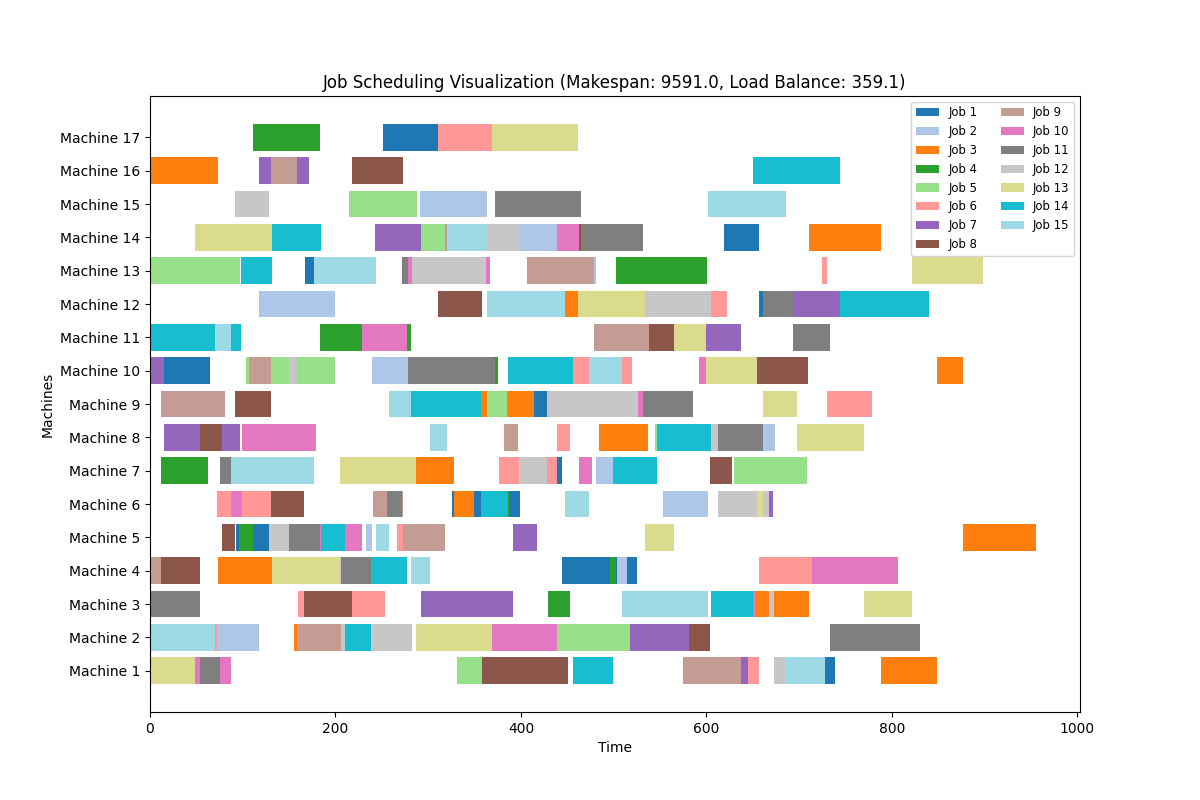 Job Scheduling Visualization (Makespan: 9591.0, Load Balance: 359.1)
Job 1
Job 2
Job 3
Job 4
Job 5
Job 6
Job 7
Job 8
Job 9
Job 10
Job 11
Job 12
Job 13
Job 14
Job 15
Machines
Machine 17
Machine 16
Machine 15
Machine 14
Machine 13
Machine 12
Machine 11
Machine 10
Machine 9
Machine 8
Machine 7
Machine 6
Machine 5
Machine 4
Machine 3
Machine 2
Machine 1
0 200 400 600 800 1000
Time